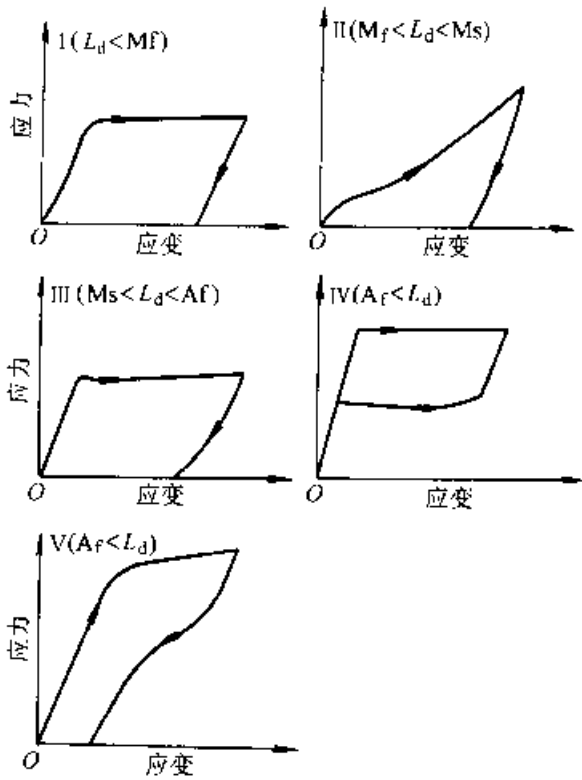 I(Ld<Mf)
应力
O
应变
II(Mf<Ld<Ms)
O
应变
III(Ms<Ld<Af)
应力
O
应变
IV(Af<Ld)
O
应变
V(Af<Ld)
应力
O
应变